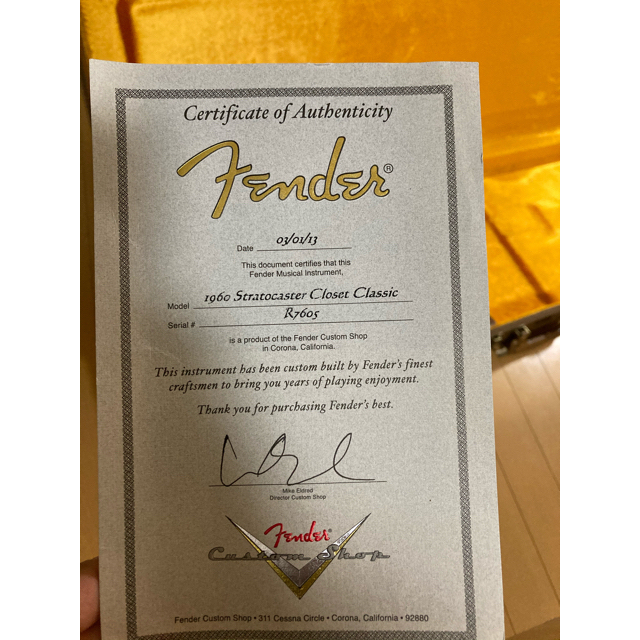 Certificate of Authenticity
Fender®
Date 03/01/13
This document certifies that this
Fender Musical Instrument,
Model 1960 Stratocaster Closet Classic
Serial # R7605
is a product of the Fender Custom Shop
in Corona, California.
This instrument has been custom built by Fender's finest
craftsmen to bring you years of playing enjoyment.
Thank you for purchasing Fender's best.
Mike Eldred
Director Custom Shop
Fender
Custom Shop
Fender Custom Shop • 311 Cessna Circle • Corona, California • 92880